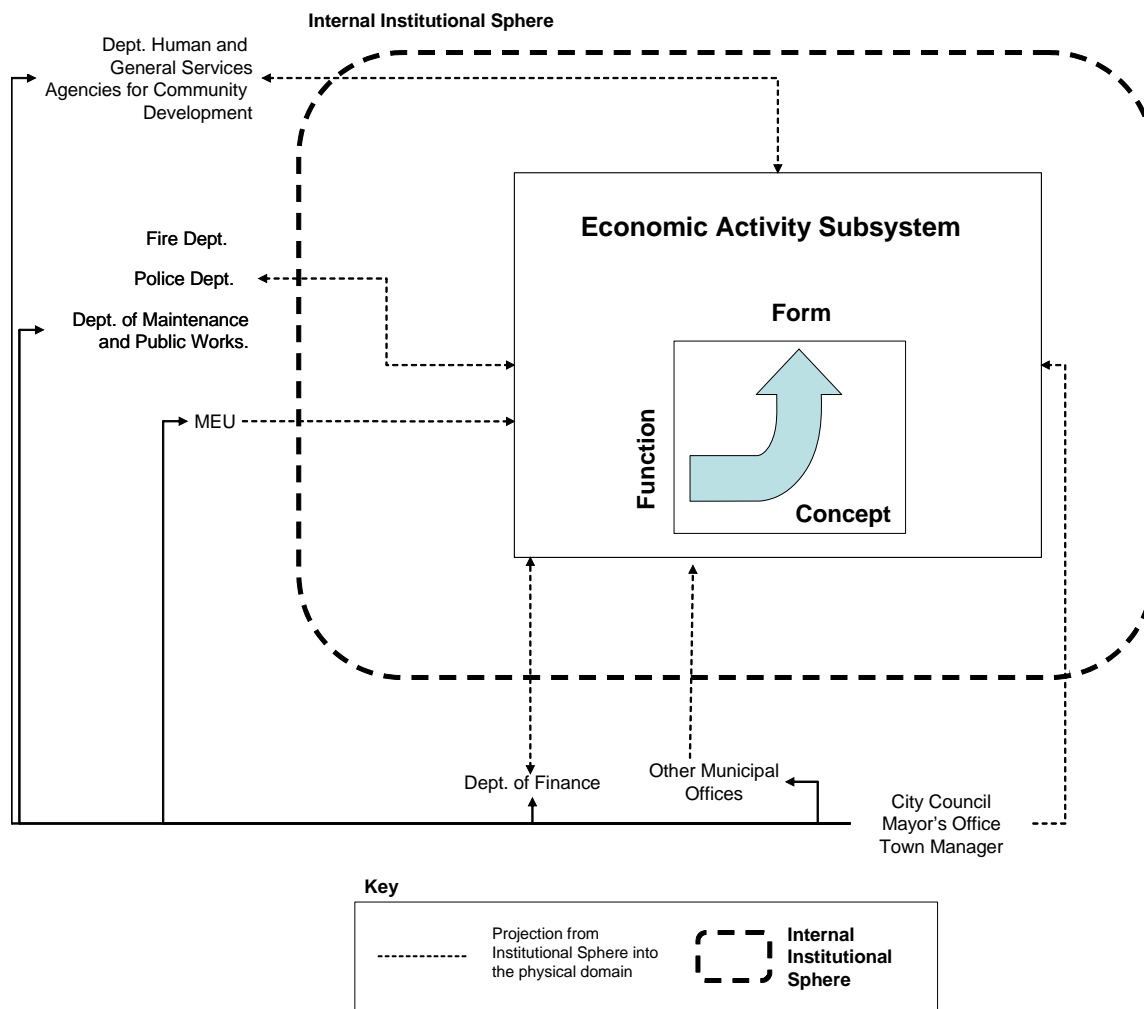 Internal Institutional Sphere
Dept. Human and
General Services
Agencies for Community
Development
Economic Activity Subsystem
Fire Dept.
Police Dept.
Dept. of Maintenance
and Public Works.
Form
MEU
Function
Concept
Dept. of Finance
Other Municipal
Offices
City Council
Mayor's Office
Town Manager
Key
Projection from
Institutional Sphere into
the physical domain
Internal
Institutional
Sphere